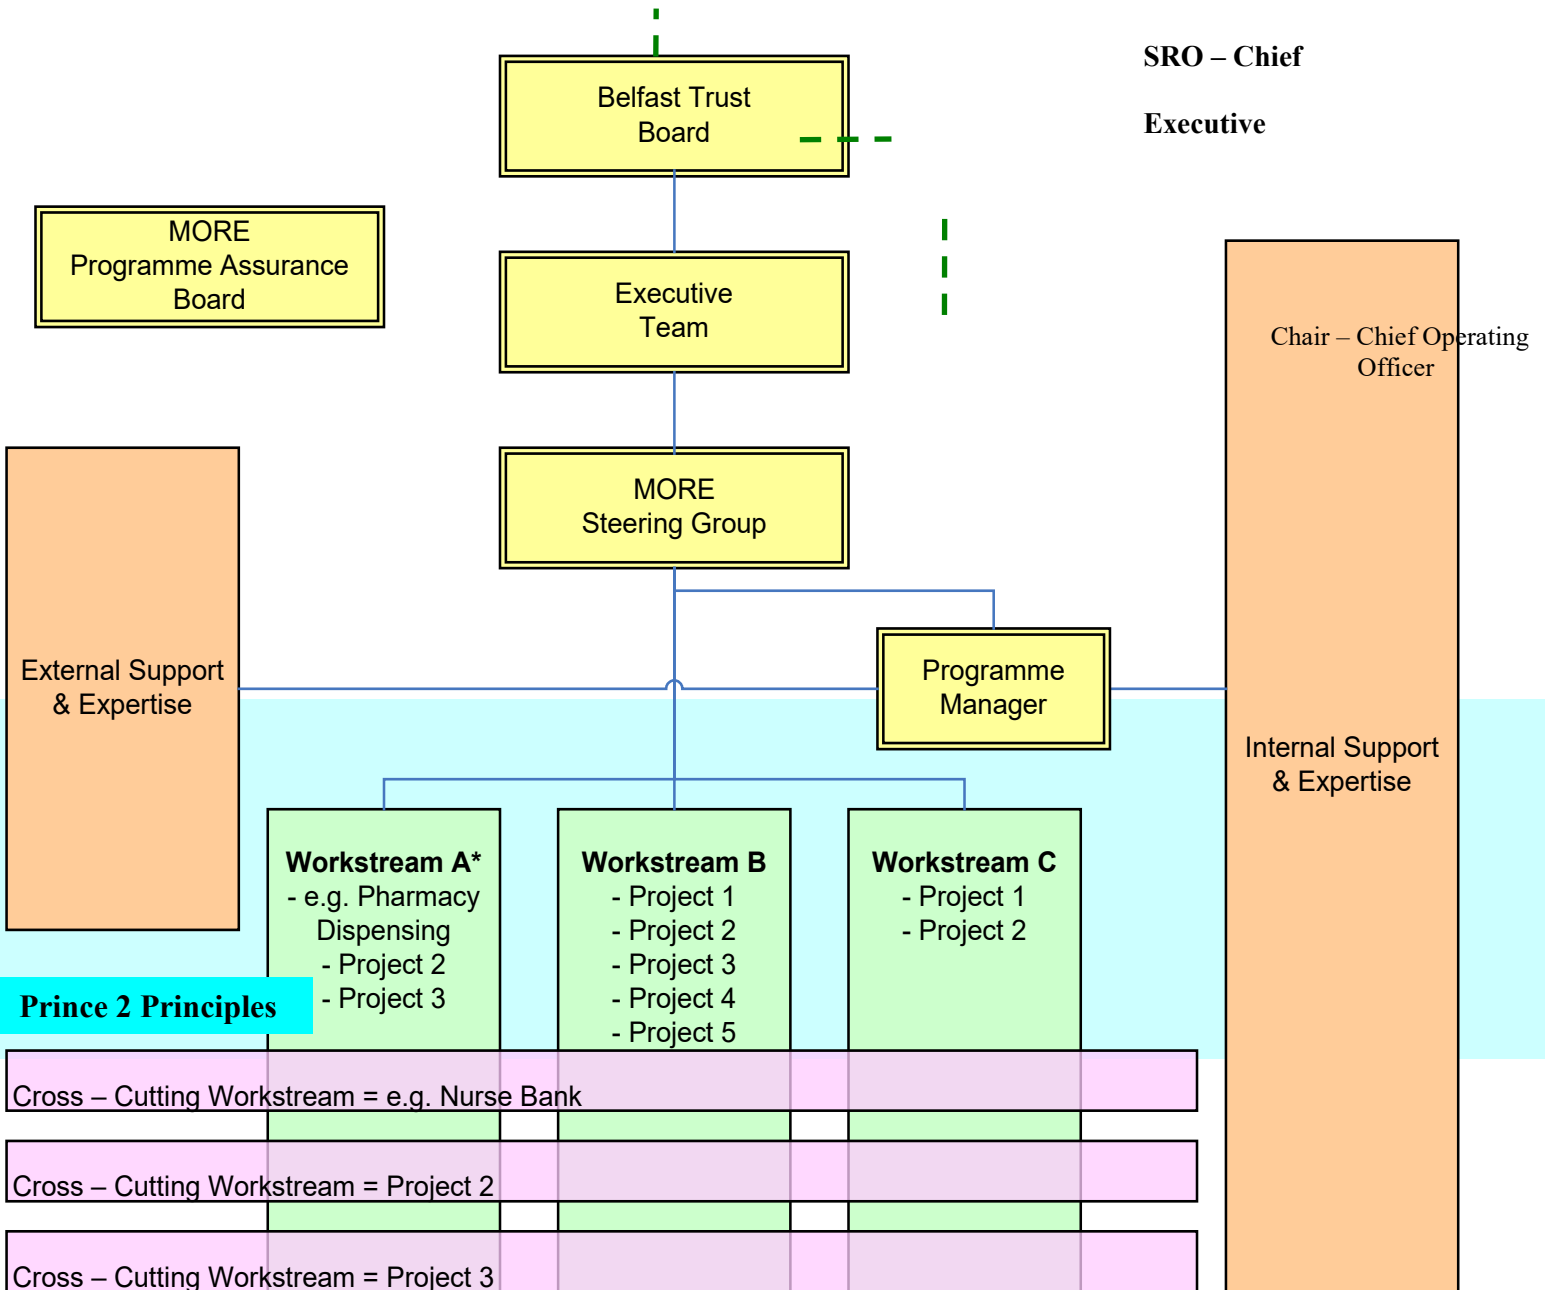 SRO – Chief
Executive
Belfast Trust
Board
MORE
Programme Assurance
Board
Executive
Team
Chair – Chief Operating
Officer
MORE
Steering Group
External Support
& Expertise
Programme
Manager
Internal Support
& Expertise
Workstream A*
- e.g. Pharmacy
Dispensing
- Project 2
- Project 3
Workstream B
- Project 1
- Project 2
- Project 3
- Project 4
- Project 5
Workstream C
- Project 1
- Project 2
Prince 2 Principles
Cross – Cutting Workstream = e.g. Nurse Bank
Cross – Cutting Workstream = Project 2
Cross – Cutting Workstream = Project 3